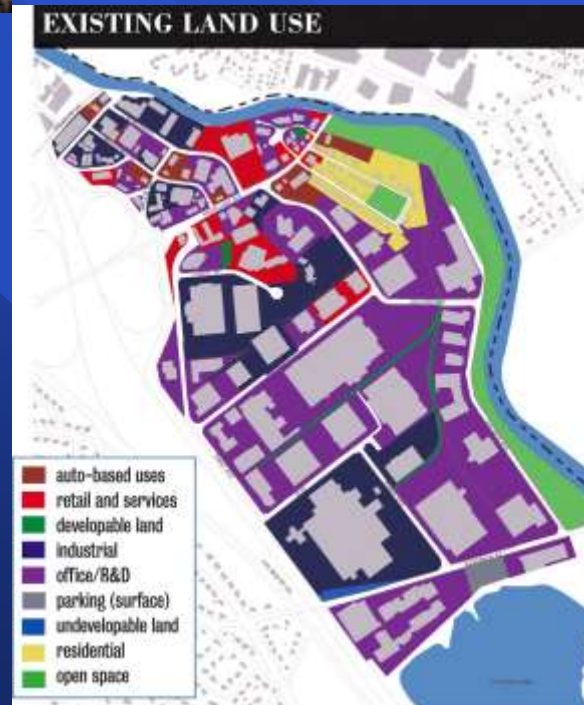 EXISTING LAND USE
auto-based uses
retail and services
developable land
industrial
office/R&D
parking (surface)
undevelopable land
residential
open space